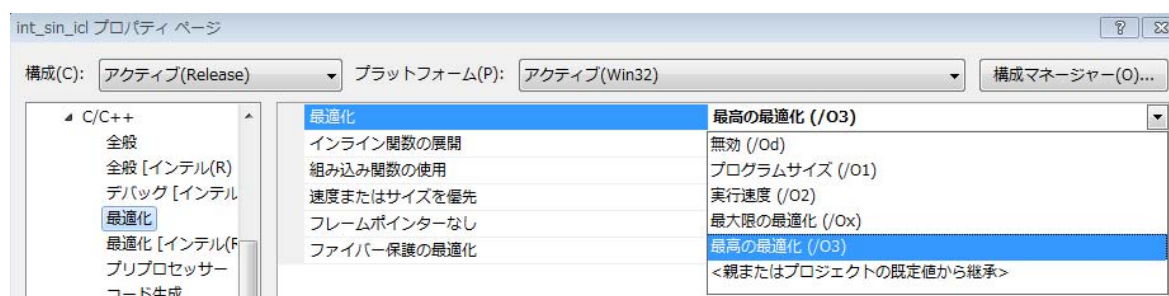 int_sin_icl プロパティ ページ
構成(C): アクティブ(Release) プラットフォーム(P): アクティブ(Win32) 構成マネージャー(O)...
C/C++
全般
全般 [インテル(R)
デバッグ [インテル
最適化
最適化 [インテル(R
プリプロセッサー
コード生成
最適化 最高の最適化 (/O3)
インライン関数の展開
組み込み関数の使用
速度またはサイズを優先
フレームポインターなし
ファイバー保護の最適化
無効 (/Od)
プログラムサイズ (/O1)
実行速度 (/O2)
最大限の最適化 (/Ox)
最高の最適化 (/O3)
<親またはプロジェクトの既定値から継承>